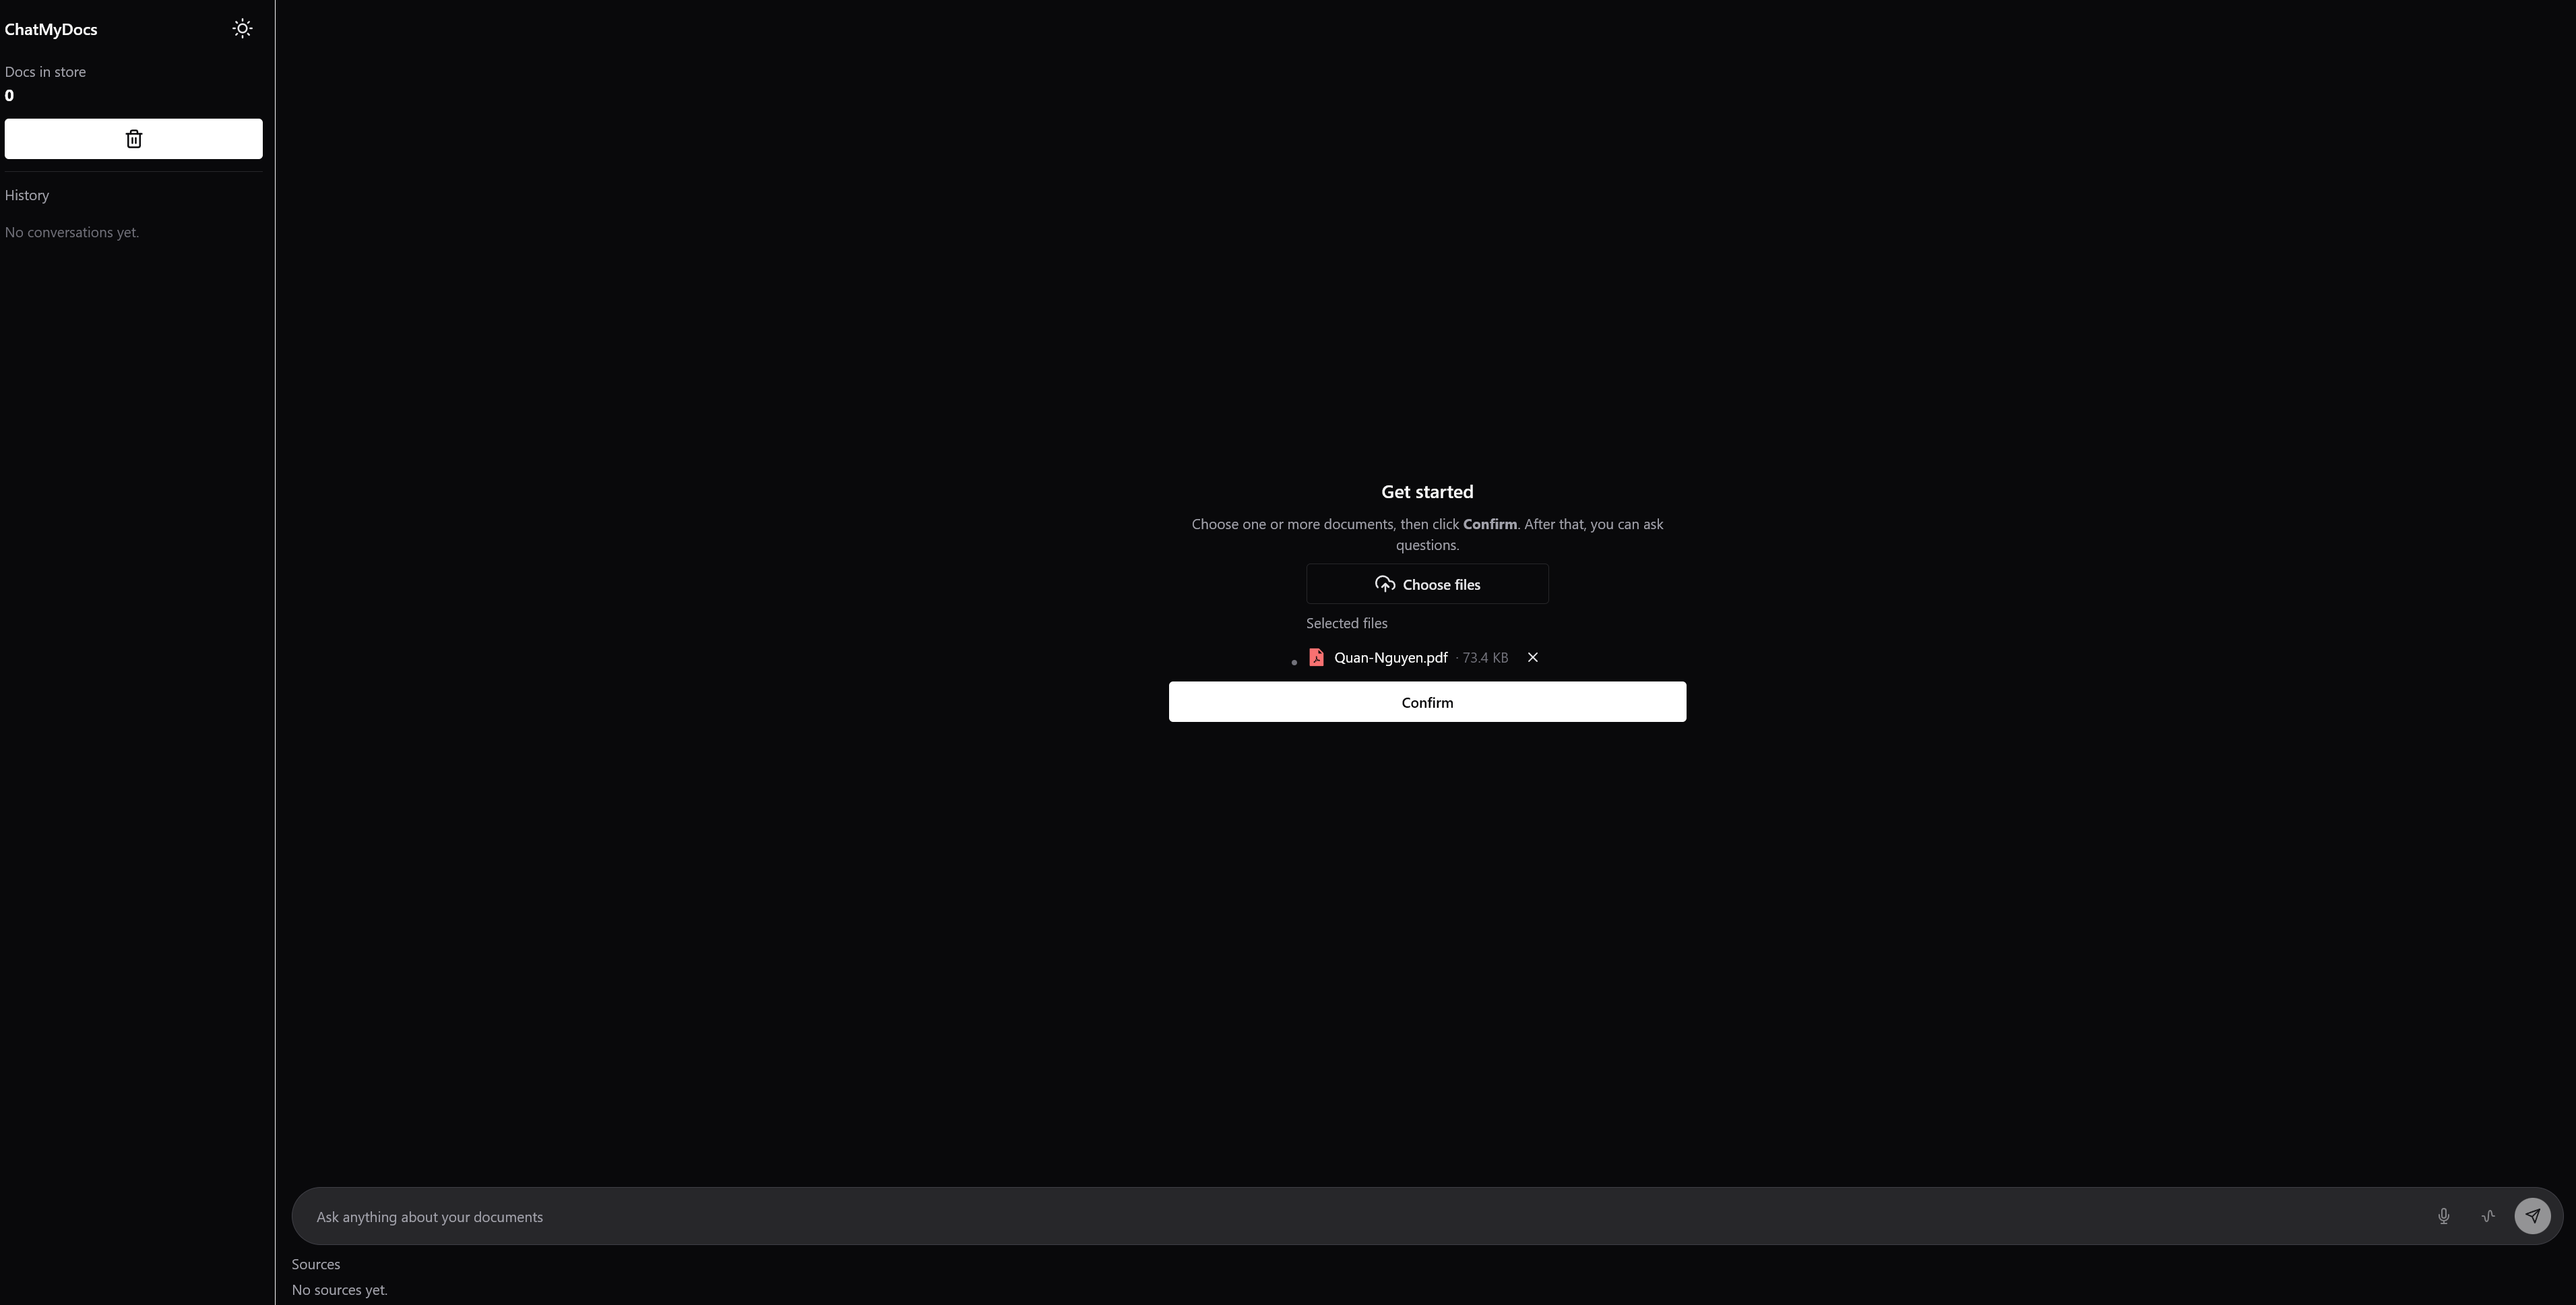 ChatMyDocs
Docs in store
0
History
No conversations yet.
Get started
Choose one or more documents, then click Confirm. After that, you can ask
questions.
Choose files
Selected files
Quan-Nguyen.pdf · 73.4 KB
Confirm
Ask anything about your documents
Sources
No sources yet.